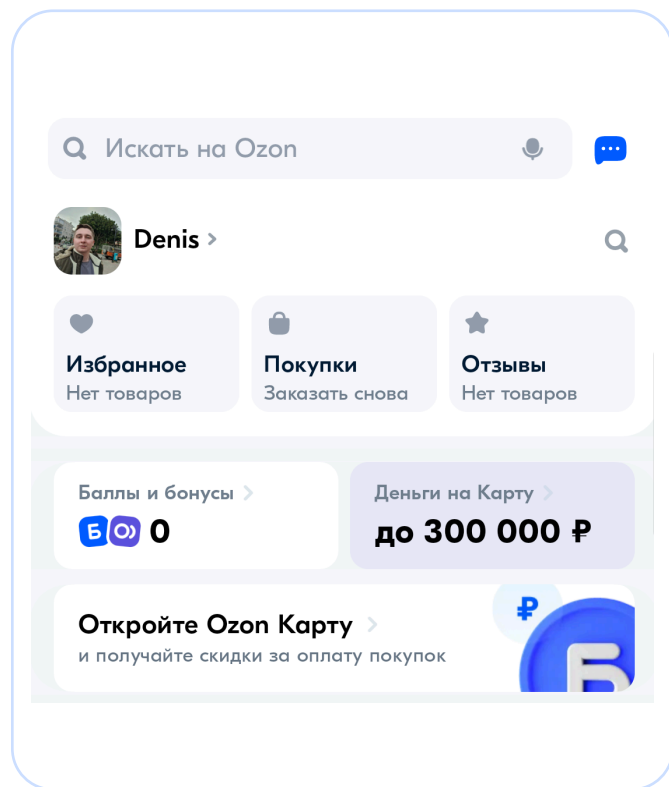 Искать на Ozon
Denis
Избранное
Нет товаров
Покупки
Заказать снова
Отзывы
Нет товаров
Баллы и бонусы
Б 0
Деньги на Карту
до 300 000 ₽
Откройте Ozon Карту
и получайте скидки за оплату покупок
₽
Б